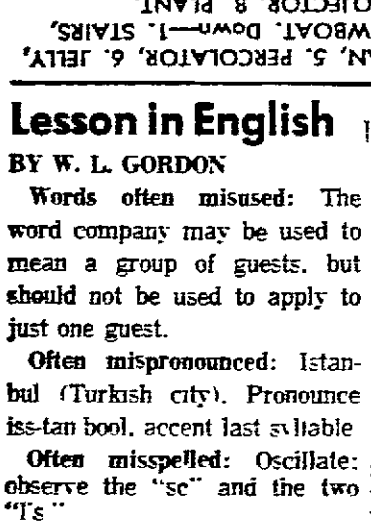 N, 5. PERCOLATOR, 6. JELLY,
WBOAT. Down—1. STAIRS,
OJECTOR 8 PLANT
Lesson in English
BY W. L. GORDON
Words often misused: The
word company may be used to
mean a group of guests. but
should not be used to apply to
just one guest.
Often mispronounced: Istan-
bul (Turkish city). Pronounce
iss-tan bool. accent last syllable
Often misspelled: Oscillate;
observe the "sc" and the two
"l's"